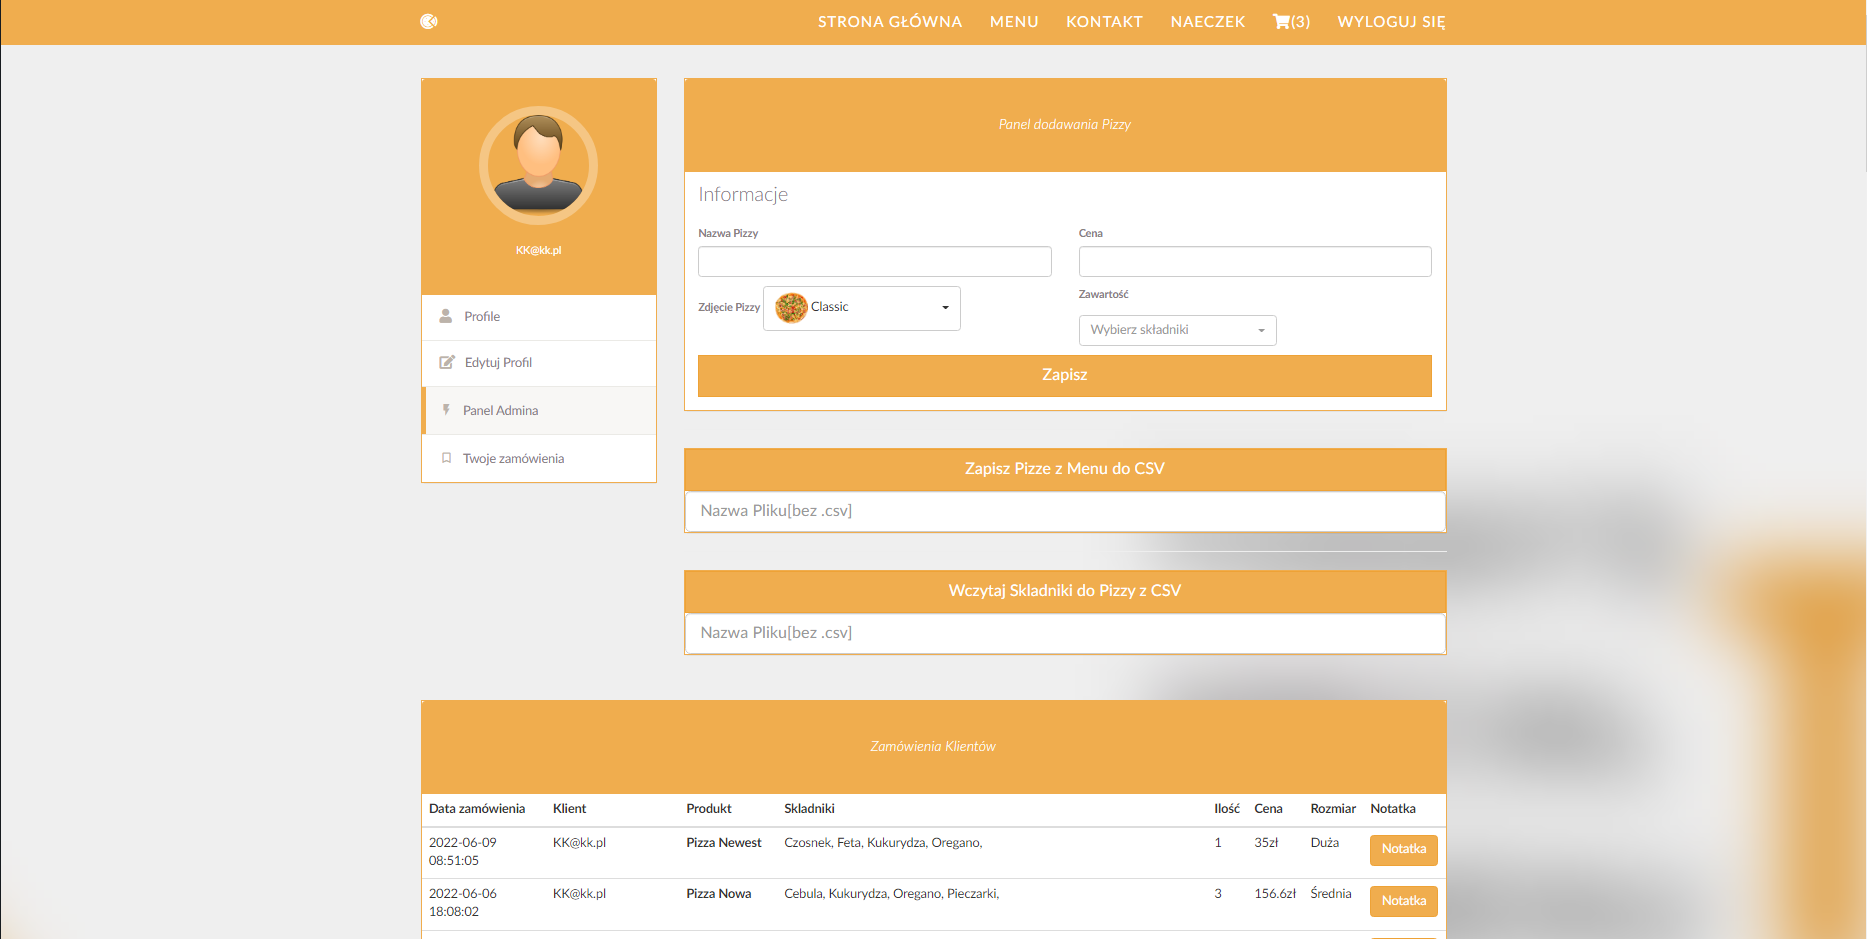 STRONA GŁÓWNA MENU KONTAKT NAECZEK (3) WYLOGUJ SIĘ
KK@kk.pl
Profile
Edytuj Profil
Panel Admina
Twoje zamówienia
Panel dodawania Pizzy
Informacje
Nazwa Pizzy Cena
Zdjęcie Pizzy Classic Zawartość
Wybierz składniki
Zapisz
Zapisz Pizze z Menu do CSV
Nazwa Pliku[bez .csv]
Wczytaj Skladniki do Pizzy z CSV
Nazwa Pliku[bez .csv]
Zamówienia Klientów
Data zamówienia Klient Produkt Skladniki Ilość Cena Rozmiar Notatka
2022-06-09 KK@kk.pl Pizza Newest Czosnek, Feta, Kukurydza, Oregano, 1 35zł Duża Notatka
08:51:05
2022-06-06 KK@kk.pl Pizza Nowa Cebula, Kukurydza, Oregano, Pieczarki, 3 156.6zł Średnia Notatka
18:08:02